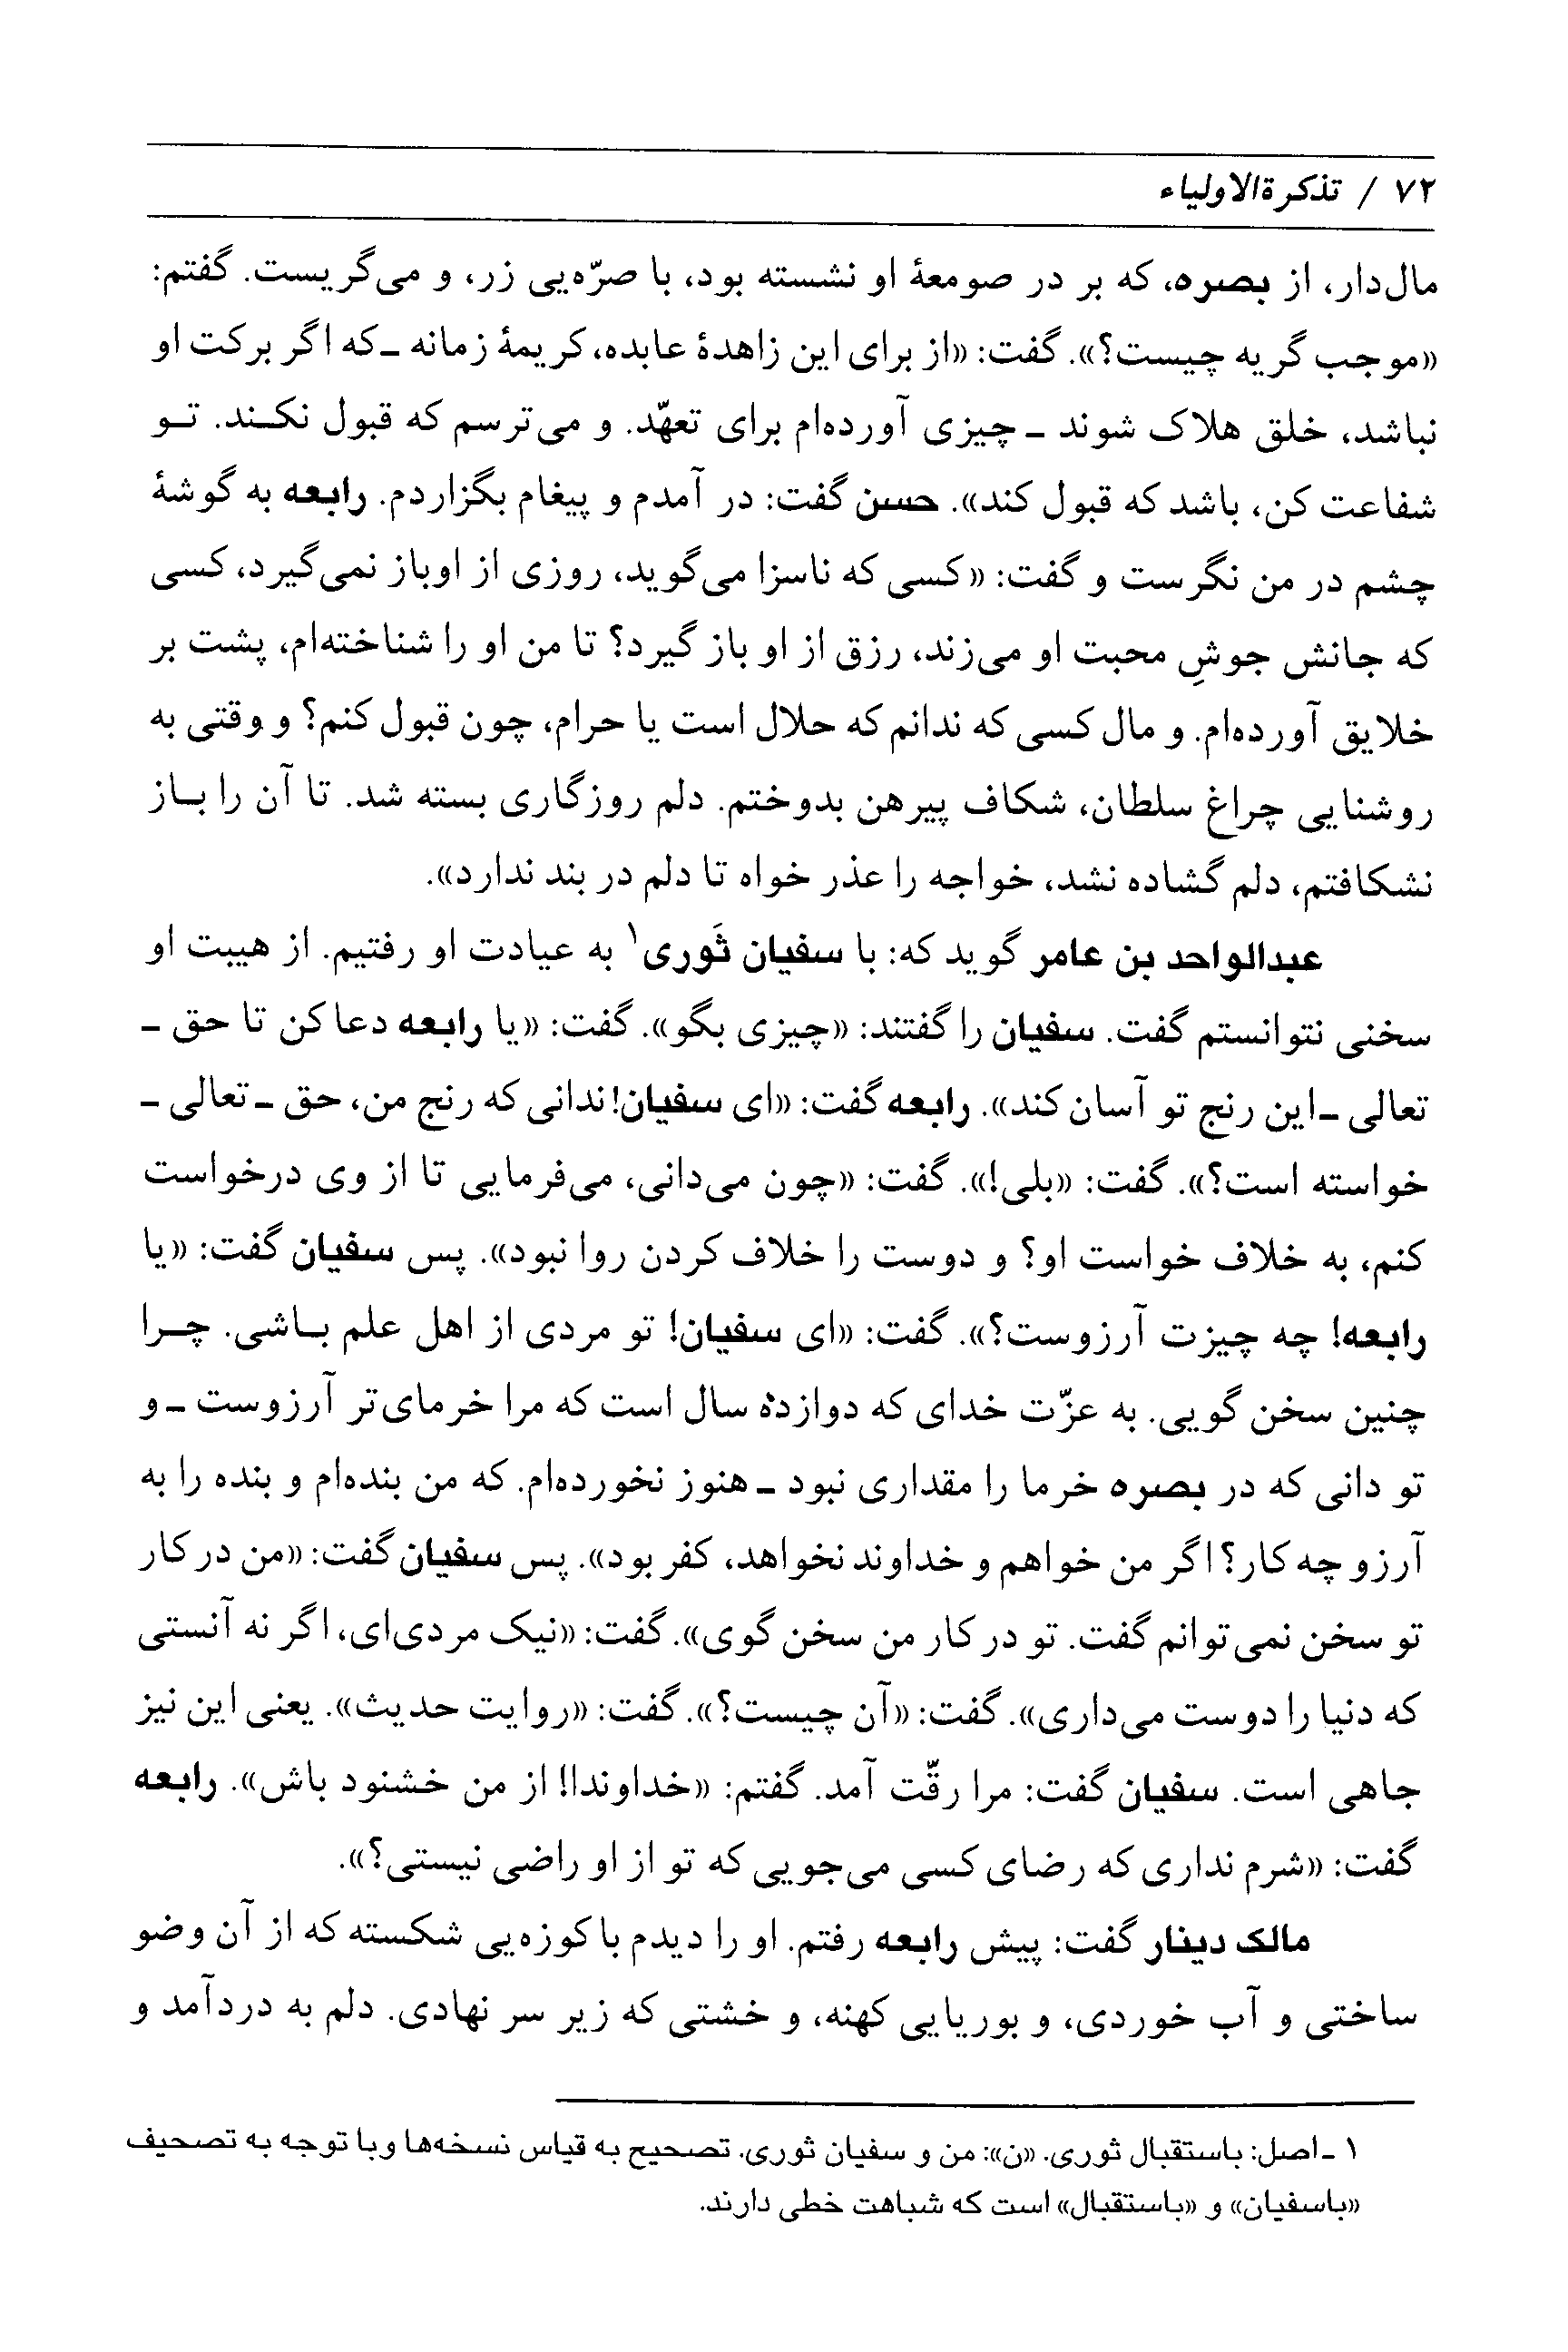 ۷۲ / تذکرةالاولیاء
مال‌دار، از بصره، که بر در صومعهٔ او نشسته بود، با صرّه‌یی زر، و می‌گریست. گفتم:
«موجب گریه چیست؟». گفت: «از برای این زاهدهٔ عابده، کریمهٔ زمانه ـ که اگر برکت او
نباشد، خلق هلاک شوند ـ چیزی آورده‌ام برای تعهّد. و می‌ترسم که قبول نکند. تو
شفاعت کن، باشد که قبول کند». حسن گفت: در آمدم و پیغام بگزاردم. رابعه به گوشهٔ
چشم در من نگرست و گفت: «کسی که ناسزا می‌گوید، روزی از اوباز نمی‌گیرد، کسی
که جانش جوشِ محبت او می‌زند، رزق از او باز گیرد؟ تا من او را شناخته‌ام، پشت بر
خلایق آورده‌ام. و مال کسی که ندانم که حلال است یا حرام، چون قبول کنم؟ و وقتی به
روشنایی چراغ سلطان، شکاف پیرهن بدوختم. دلم روزگاری بسته شد. تا آن را باز
نشکافتم، دلم گشاده نشد، خواجه را عذر خواه تا دلم در بند ندارد».
عبدالواحد بن عامر گوید که: با سفیان ثَوری۱ به عیادت او رفتیم. از هیبت او
سخنی نتوانستم گفت. سفیان را گفتند: «چیزی بگو». گفت: «یا رابعه دعا کن تا حق ـ
تعالی ـ این رنج تو آسان کند». رابعه گفت: «ای سفیان! ندانی که رنج من، حق ـ تعالی ـ
خواسته است؟». گفت: «بلی!». گفت: «چون می‌دانی، می‌فرمایی تا از وی درخواست
کنم، به خلاف خواست او؟ و دوست را خلاف کردن روا نبود». پس سفیان گفت: «یا
رابعه! چه چیزت آرزوست؟». گفت: «ای سفیان! تو مردی از اهل علم باشی. چرا
چنین سخن گویی. به عزّت خدای که دوازدهٔ سال است که مرا خرمای‌تر آرزوست ـ و
تو دانی که در بصره خرما را مقداری نبود ـ هنوز نخورده‌ام. که من بنده‌ام و بنده را به
آرزو چه کار؟ اگر من خواهم و خداوند نخواهد، کفر بود». پس سفیان گفت: «من در کار
تو سخن نمی‌توانم گفت. تو در کار من سخن گوی». گفت: «نیک مردی‌ای، اگر نه آنستی
که دنیا را دوست می‌داری». گفت: «آن چیست؟». گفت: «روایت حدیث». یعنی این نیز
جاهی است. سفیان گفت: مرا رقّت آمد. گفتم: «خداوندا! از من خشنود باش». رابعه
گفت: «شرم نداری که رضای کسی می‌جویی که تو از او راضی نیستی؟».
مالک دینار گفت: پیش رابعه رفتم. او را دیدم با کوزه‌یی شکسته که از آن وضو
ساختی و آب خوردی، و بوریایی کهنه، و خشتی که زیر سر نهادی. دلم به دردآمد و
۱ ـ اصل: باستقبال ثوری. «ن»: من و سفیان ثوری. تصحیح به قیاس نسخه‌ها وبا توجه به تصحیف
«باسفیان» و «باستقبال» است که شباهت خطی دارند.